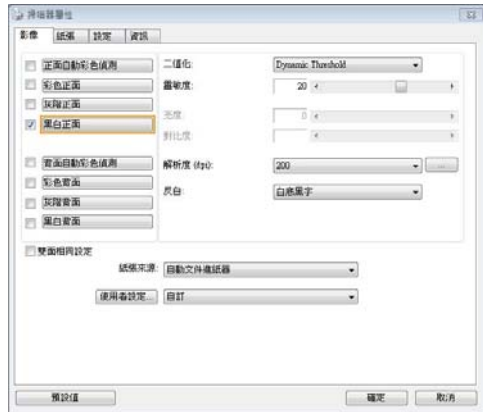 掃描器屬性
影像 紙張 設定 資訊
正面自動彩色偵測
彩色正面
灰階正面
黑白正面
背面自動彩色偵測
彩色背面
灰階背面
黑白背面
二值化: Dynamic Threshold
靈敏度: 20
亮度: 0
對比度:
解析度 (dpi): 200 ...
反白: 白底黑字
雙面相同設定
紙張來源: 自動文件進紙器
使用者設定... 自訂
預設值 確定 取消